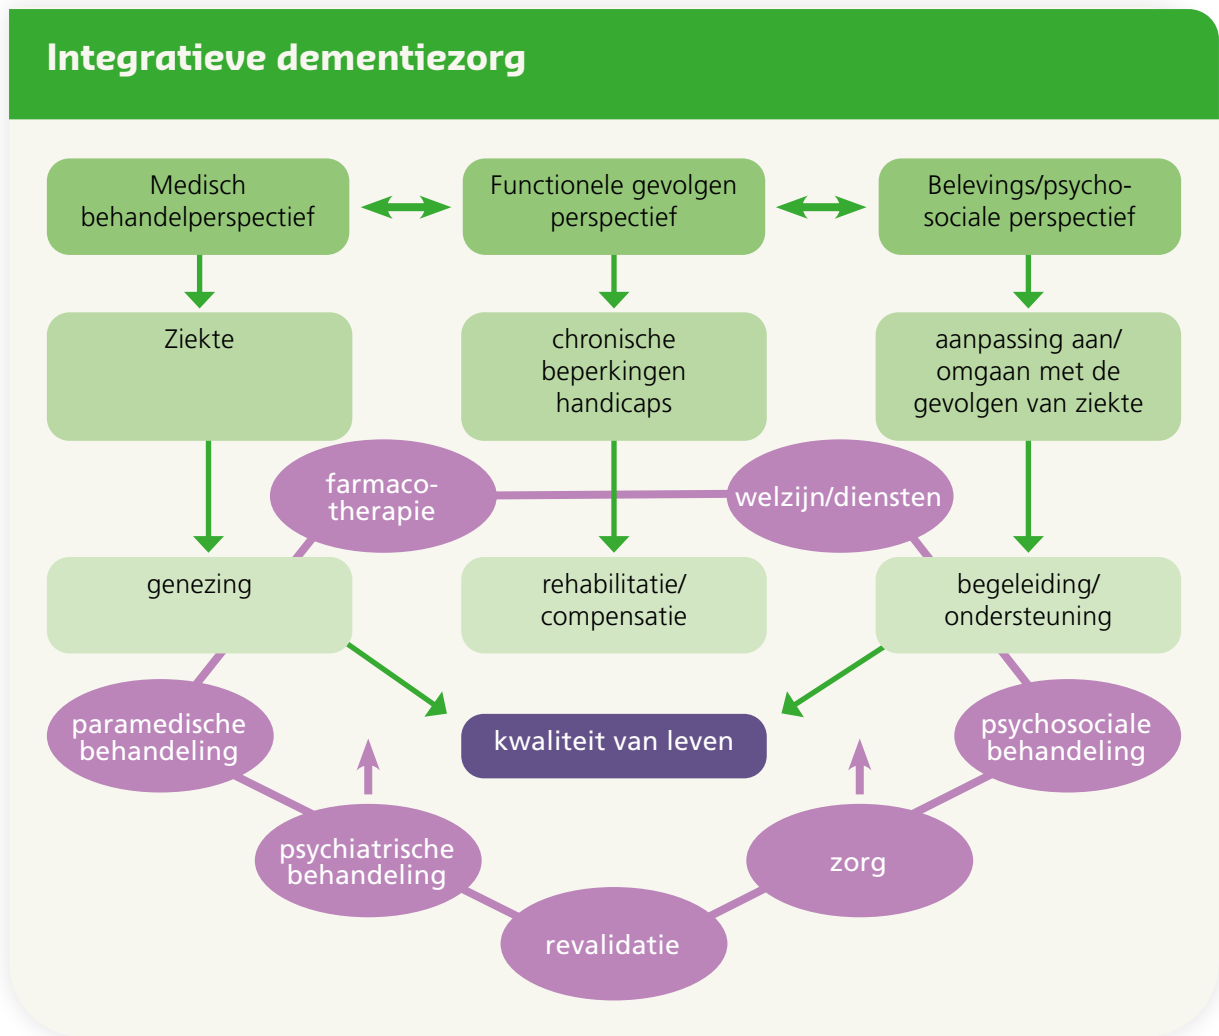 Integratieve dementiezorg
Medisch
behandelperspectief
Functionele gevolgen
perspectief
Belevings/psycho-
sociale perspectief
Ziekte
chronische
beperkingen
handicaps
aanpassing aan/
omgaan met de
gevolgen van ziekte
farmaco-
therapie
welzijn/diensten
genezing
rehabilitatie/
compensatie
begeleiding/
ondersteuning
paramedische
behandeling
kwaliteit van leven
psychosociale
behandeling
psychiatrische
behandeling
zorg
revalidatie